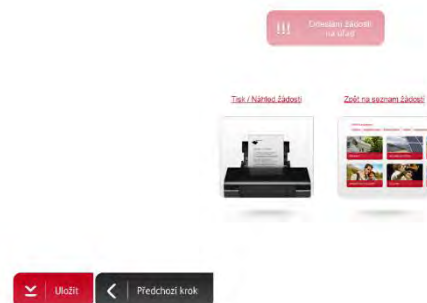 Odeslání žádosti
na úřad
Tisk / Náhled žádosti
Zpět na seznam žádostí
Uložit
Předchozí krok